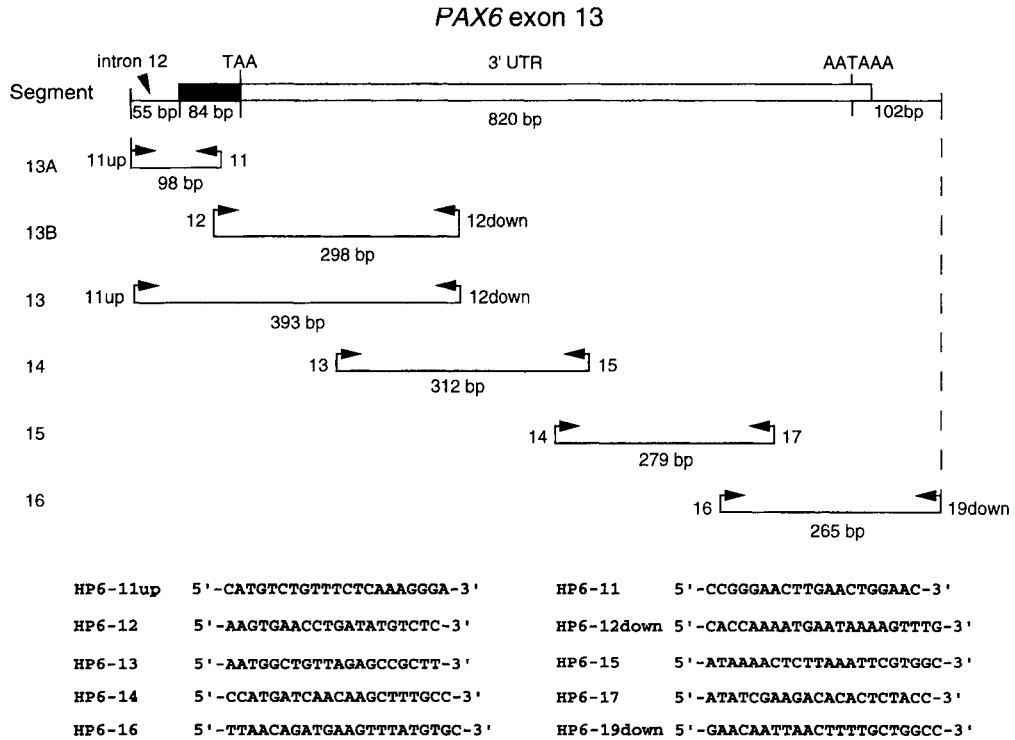 PAX6 exon 13
intron 12 TAA 3' UTR AATAAA
Segment
55 bp 84 bp 820 bp 102bp
13A 11up 11
98 bp
13B 12 12down
298 bp
13 11up 12down
393 bp
14 13 15
312 bp
15 14 17
279 bp
16 16 19down
265 bp
HP6-11up 5'-CATGTCTGTTTCTCAAAGGGA-3' HP6-11 5'-CCGGGAACTTGAACTGGAAC-3'
HP6-12 5'-AAGTGAACCTGATATGTCTC-3' HP6-12down 5'-CACCAAAATGAATAAAAGTTTG-3'
HP6-13 5'-AATGGCTGTTAGAGCCGCTT-3' HP6-15 5'-ATAAAACTCTTAAATTCGTGGC-3'
HP6-14 5'-CCATGATCAACAAGCTTTGCC-3' HP6-17 5'-ATATCGAAGACACACTCTACC-3'
HP6-16 5'-TTAACAGATGAAGTTTATGTGC-3' HP6-19down 5'-GAACAATTAACTTTTGCTGGCC-3'